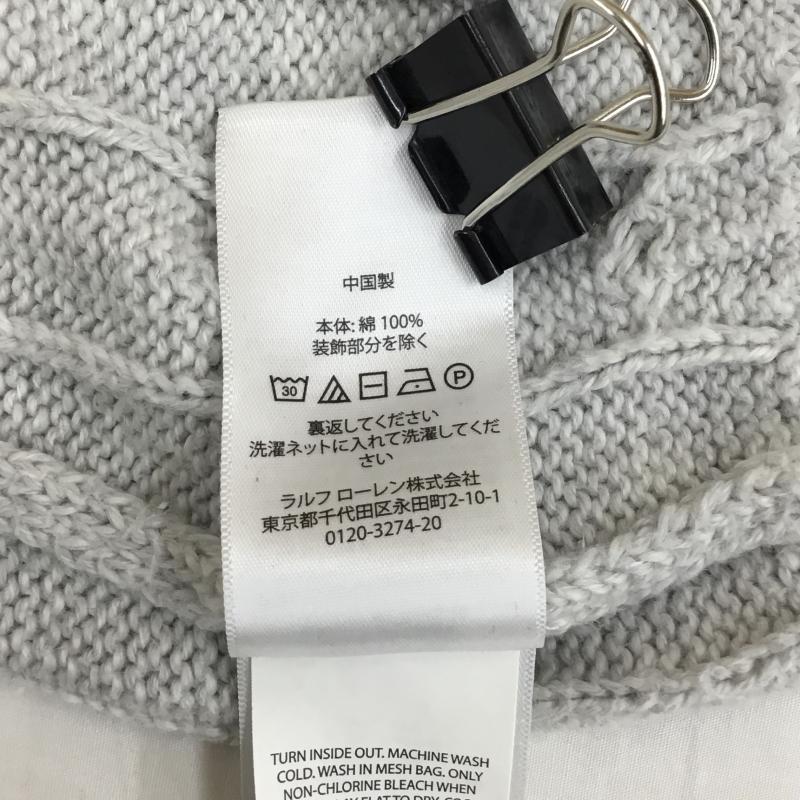 中国製
本体: 綿 100%
装飾部分を除く
30 P
裏返してください
洗濯ネットに入れて洗濯してくだ
さい
ラルフ ローレン株式会社
東京都千代田区永田町2-10-1
0120-3274-20
TURN INSIDE OUT. MACHINE WASH
COLD. WASH IN MESH BAG. ONLY
NON-CHLORINE BLEACH WHEN
FLAT TO DRY.